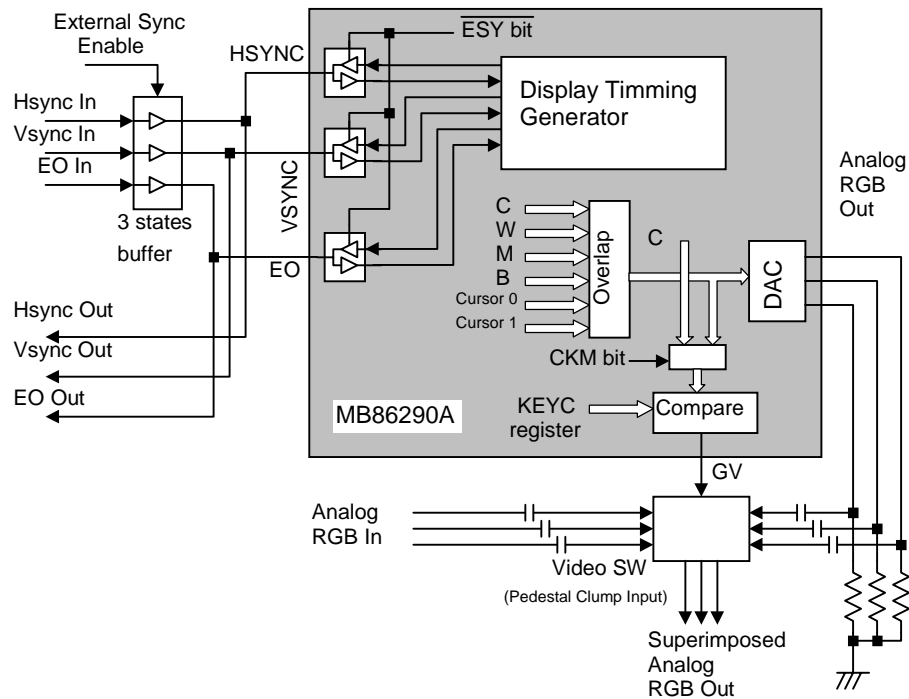 External Sync
Enable
Hsync In
Vsync In
EO In
3 states
buffer
Hsync Out
Vsync Out
EO Out
HSYNC
VSYNC
EO
ESY bit
Display Timming
Generator
C
W
M
B
Cursor 0
Cursor 1
Overlap
C
DAC
Analog
RGB
Out
CKM bit
KEYC
register
Compare
MB86290A
GV
Analog
RGB In
Video SW
(Pedestal Clump Input)
Superimposed
Analog
RGB Out